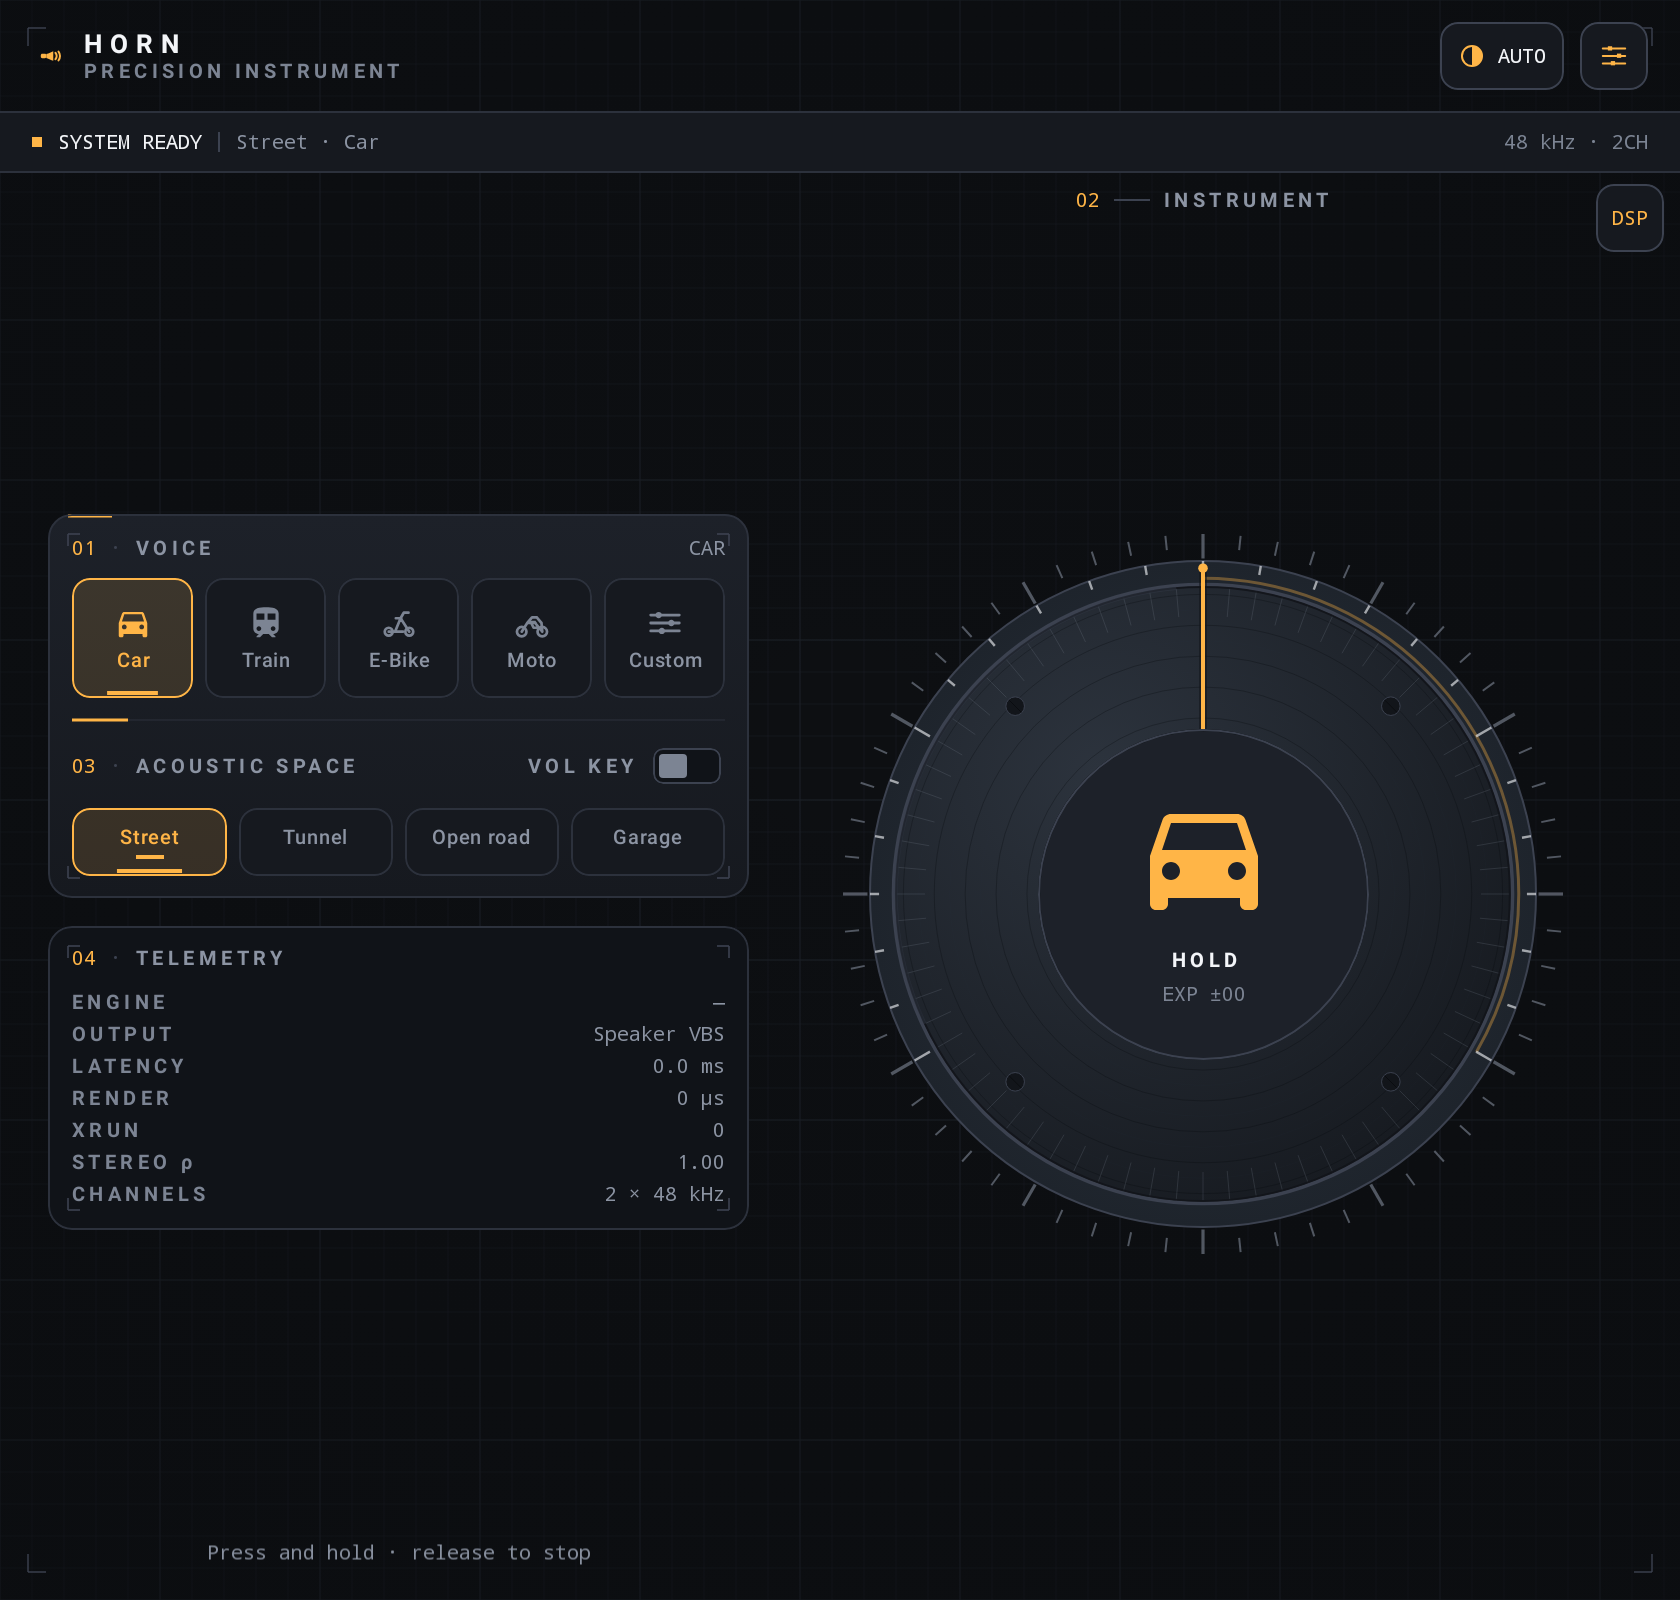 HORN
PRECISION INSTRUMENT
AUTO
SYSTEM READY
Street · Car
48 kHz · 2CH
02 INSTRUMENT
DSP
01 · VOICE
CAR
Car
Train
E-Bike
Moto
Custom
03 · ACOUSTIC SPACE
VOL KEY
Street
Tunnel
Open road
Garage
HOLD
EXP ±00
04 · TELEMETRY
ENGINE —
OUTPUT Speaker VBS
LATENCY 0.0 ms
RENDER 0 µs
XRUN 0
STEREO ρ 1.00
CHANNELS 2 × 48 kHz
Press and hold · release to stop